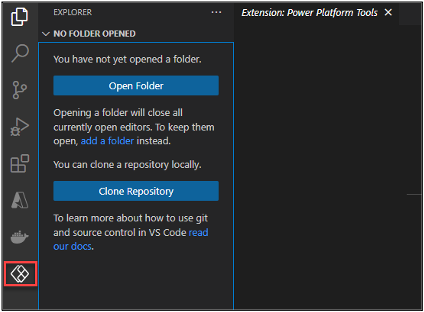 EXPLORER ···
Extension: Power Platform Tools ×
NO FOLDER OPENED
You have not yet opened a folder.
Open Folder
Opening a folder will close all
currently open editors. To keep them
open, add a folder instead.
You can clone a repository locally.
Clone Repository
To learn more about how to use git
and source control in VS Code read
our docs.